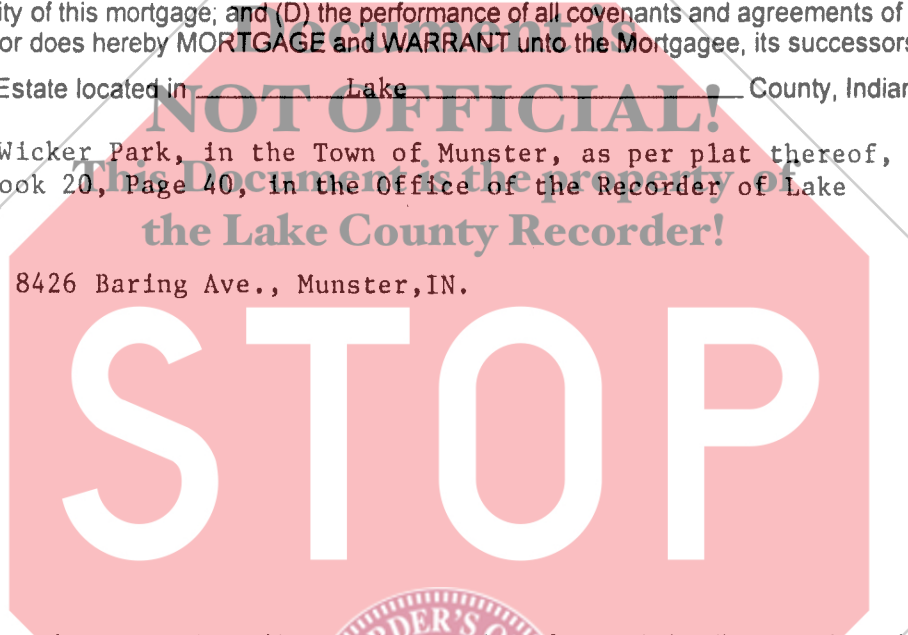 ity of this mortgage; and (D) the performance of all covenants and agreements of
Document is
or does hereby MORTGAGE and WARRANT unto the Mortgagee, its successors
Estate located in Lake County, Indian
NOT OFFICIAL!
Wicker Park, in the Town of Munster, as per plat thereof,
This Document is the property of
ook 20, Page 40, in the Office of the Recorder of Lake
the Lake County Recorder!
8426 Baring Ave., Munster,IN.
STOP
RDER'S O